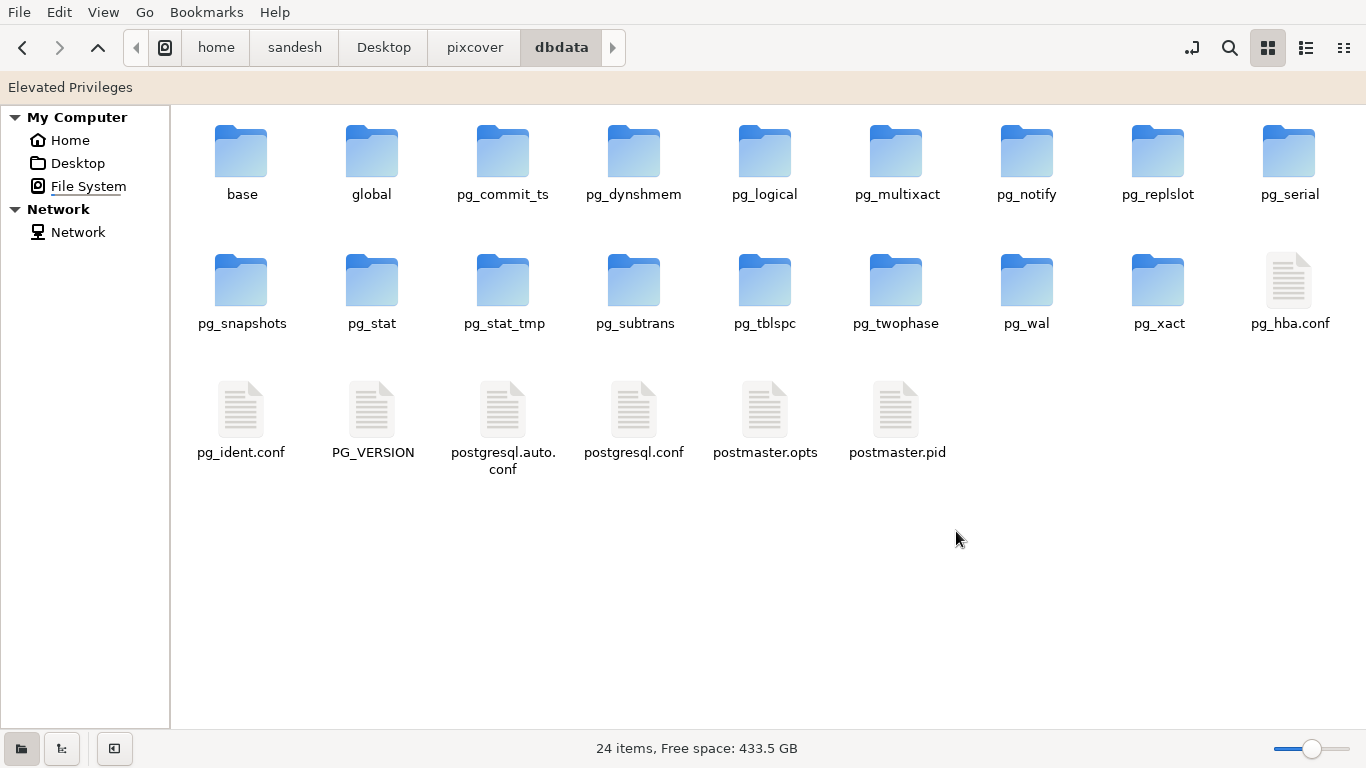 File Edit View Go Bookmarks Help
home sandesh Desktop pixcover dbdata
Elevated Privileges
My Computer
Home
Desktop
File System
Network
Network
base global pg_commit_ts pg_dynshmem pg_logical pg_multixact pg_notify pg_replslot pg_serial
pg_snapshots pg_stat pg_stat_tmp pg_subtrans pg_tblspc pg_twophase pg_wal pg_xact pg_hba.conf
pg_ident.conf PG_VERSION postgresql.auto. postgresql.conf postmaster.opts postmaster.pid
conf
24 items, Free space: 433.5 GB